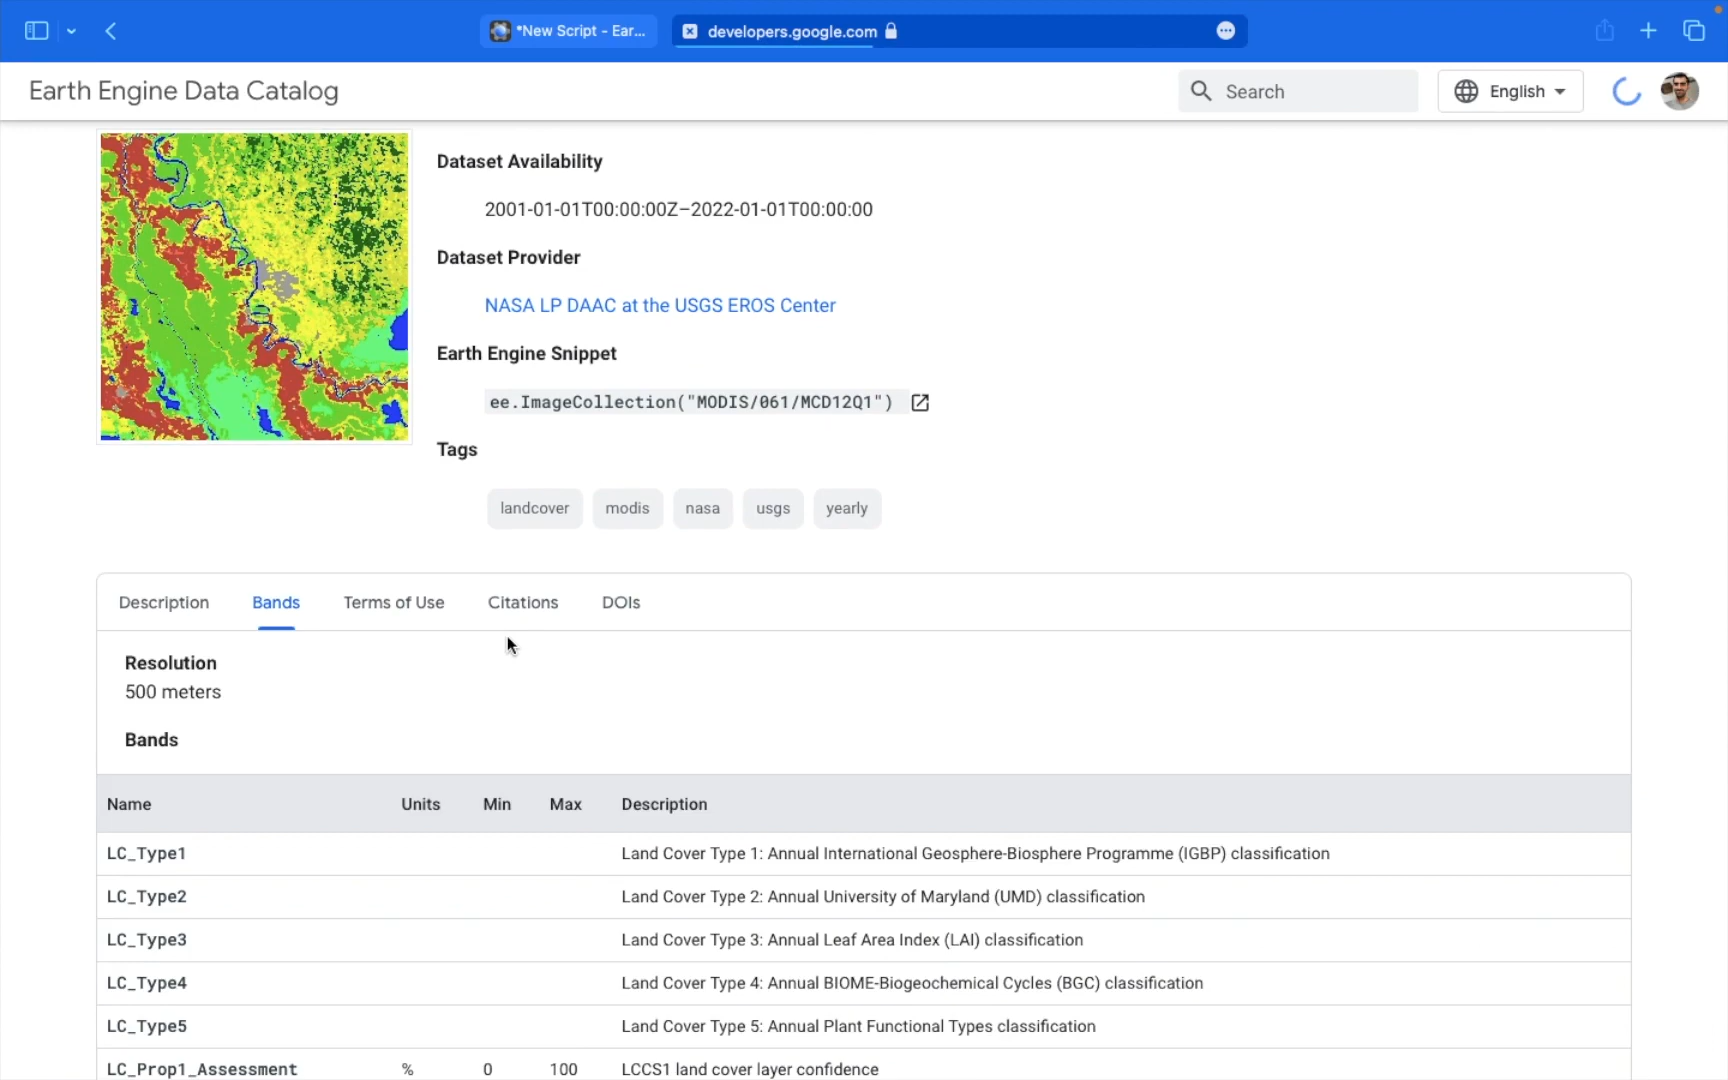 *New Script - Ear...
developers.google.com
Earth Engine Data Catalog
Search
English
Dataset Availability
2001-01-01T00:00:00Z–2022-01-01T00:00:00
Dataset Provider
NASA LP DAAC at the USGS EROS Center
Earth Engine Snippet
ee.ImageCollection("MODIS/061/MCD12Q1")
Tags
landcover modis nasa usgs yearly
Description Bands Terms of Use Citations DOIs
Resolution
500 meters
Bands
Name Units Min Max Description
LC_Type1 Land Cover Type 1: Annual International Geosphere-Biosphere Programme (IGBP) classification
LC_Type2 Land Cover Type 2: Annual University of Maryland (UMD) classification
LC_Type3 Land Cover Type 3: Annual Leaf Area Index (LAI) classification
LC_Type4 Land Cover Type 4: Annual BIOME-Biogeochemical Cycles (BGC) classification
LC_Type5 Land Cover Type 5: Annual Plant Functional Types classification
LC_Prop1_Assessment % 0 100 LCCS1 land cover layer confidence